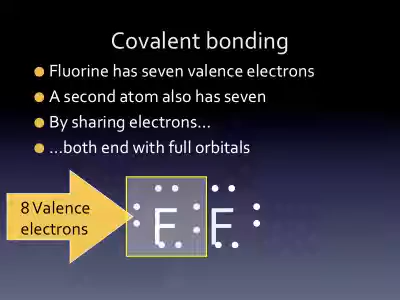 Covalent bonding
Fluorine has seven valence electrons
A second atom also has seven
By sharing electrons…
…both end with full orbitals
8 Valence
electrons
F F